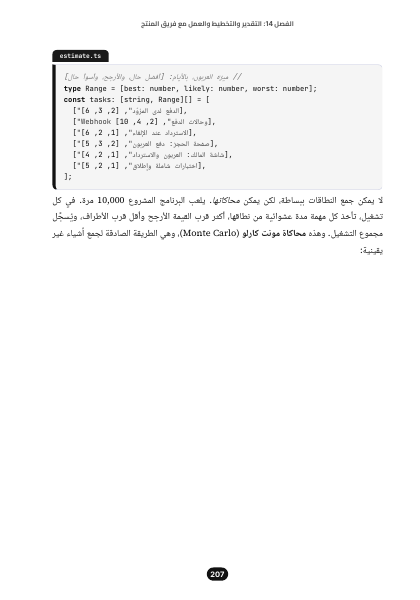 الفصل 14: التقدير والتخطيط والعمل مع فريق المنتج
estimate.ts
// ميزة العربون، بالأيام: [أفضل حال، والأرجح، وأسوأ حال]
type Range = [best: number, likely: number, worst: number];
const tasks: [string, Range][] = [
["الدفع لدى المزوّد", [2, 3, 6]],
["Webhook وحالات الدفع", [2, 4, 10]],
["الاسترداد عند الإلغاء", [1, 2, 6]],
["صفحة الحجز: دفع العربون", [2, 3, 5]],
["شاشة المالك: العربون والاسترداد", [1, 2, 4]],
["اختبارات شاملة وإطلاق", [1, 2, 5]],
];
لا يمكن جمع النطاقات ببساطة، لكن يمكن محاكاتها. يلعب البرنامج المشروع 10,000 مرة. في كل
تشغيل، تأخذ كل مهمة مدة عشوائية من نطاقها، أكثر قرب القيمة الأرجح وأقل قرب الأطراف، ويُسجَّل
مجموع التشغيل. وهذه محاكاة مونت كارلو (Monte Carlo)، وهي الطريقة الصادقة لجمع أشياء غير
يقينية:
207